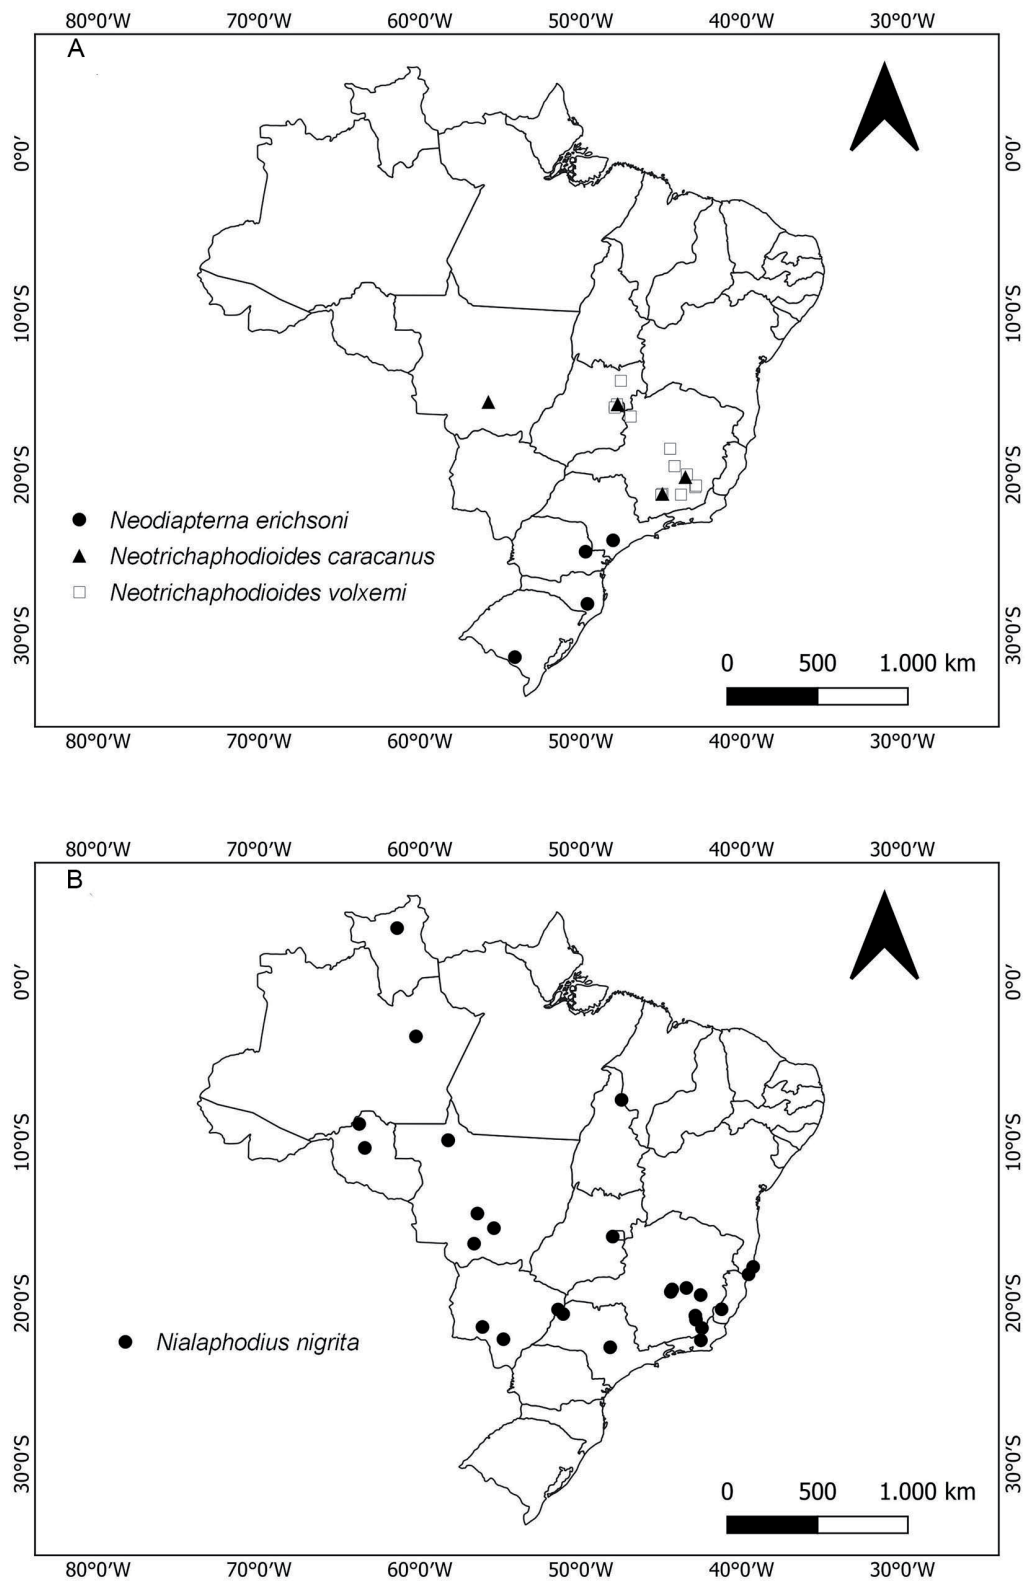 80°0'W 70°0'W 60°0'W 50°0'W 40°0'W 30°0'W
A
0°0' 0°0'
10°0'S 10°0'S
20°0'S 20°0'S
Neodiapterna erichsoni
Neotrichaphodioides caracanus
Neotrichaphodioides volxemi
30°0'S 30°0'S
0 500 1.000 km
80°0'W 70°0'W 60°0'W 50°0'W 40°0'W 30°0'W
80°0'W 70°0'W 60°0'W 50°0'W 40°0'W 30°0'W
B
0°0' 0°0'
10°0'S 10°0'S
20°0'S 20°0'S
Nialaphodius nigrita
30°0'S 30°0'S
0 500 1.000 km
80°0'W 70°0'W 60°0'W 50°0'W 40°0'W 30°0'W